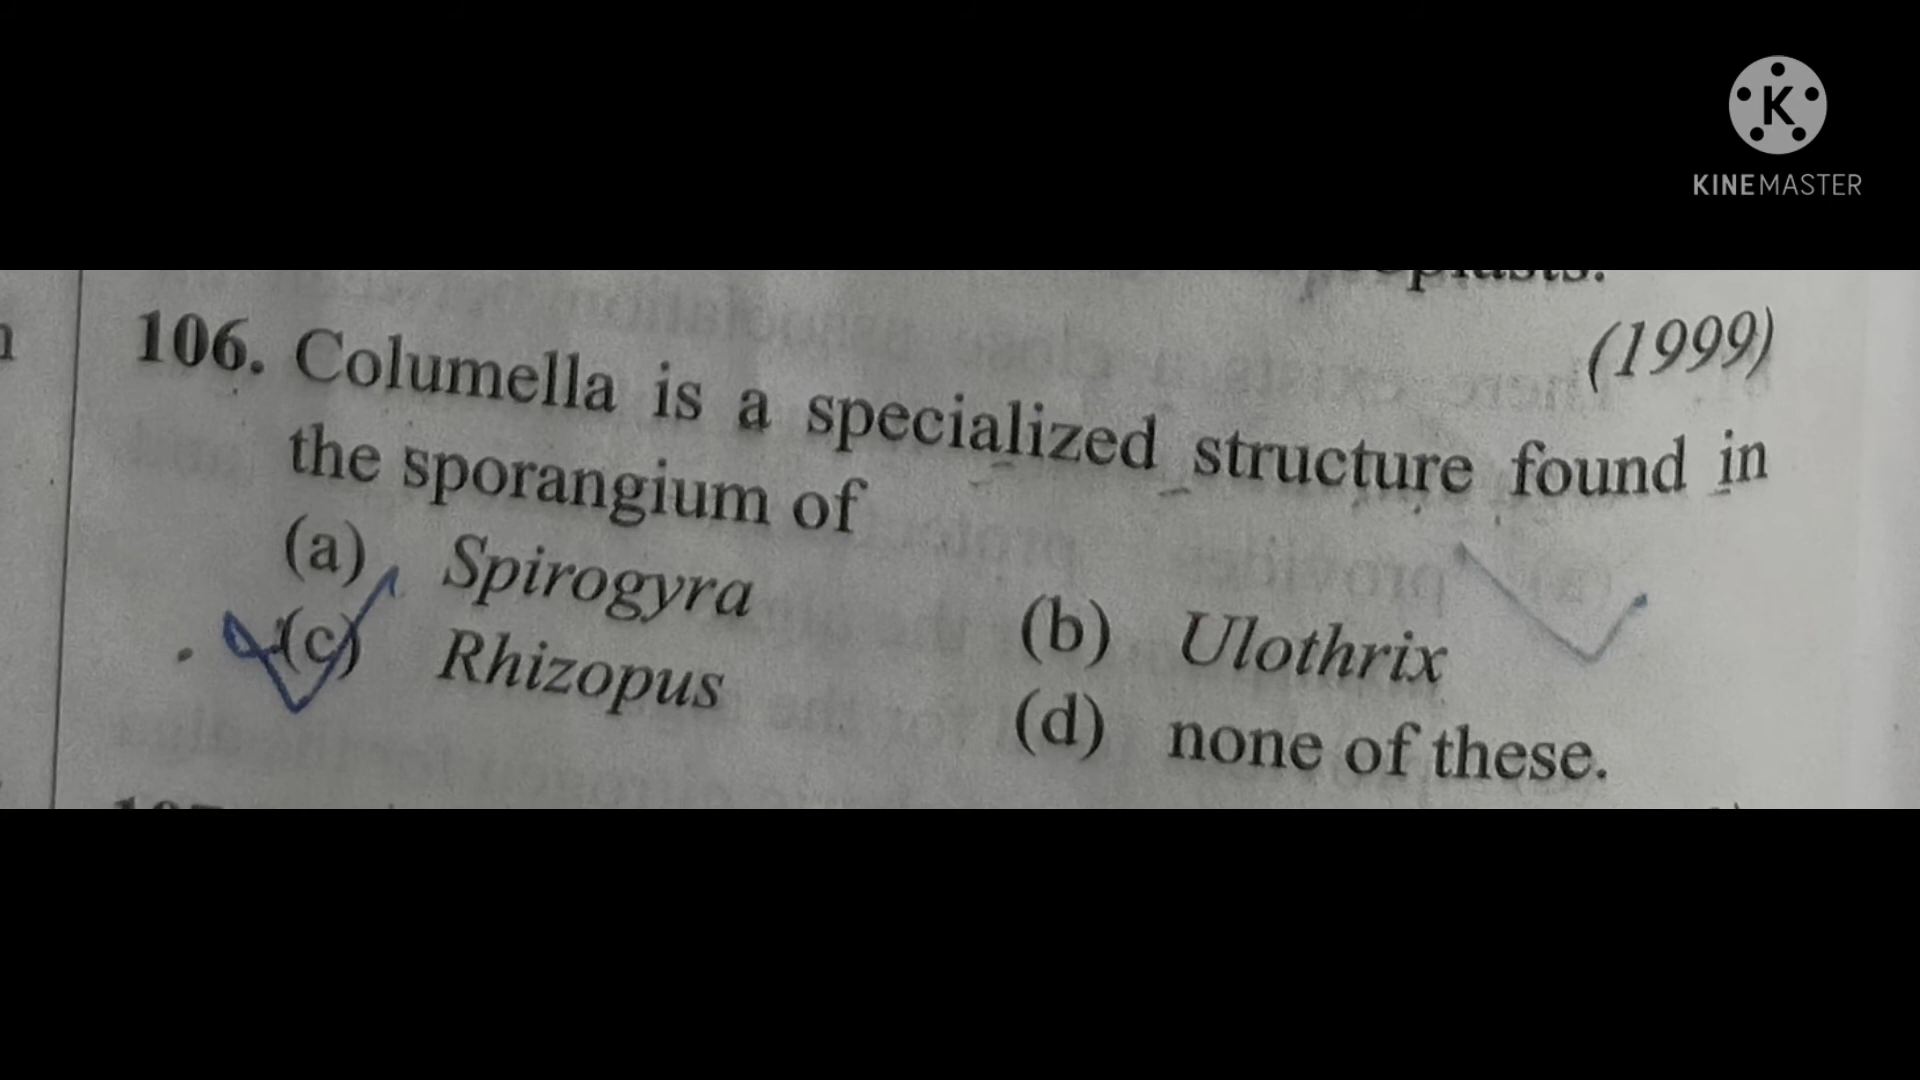 KINEMASTER
(1999)
106. Columella is a specialized structure found in
the sporangium of
(a) Spirogyra
(b) Ulothrix
(c) Rhizopus
(d) none of these.